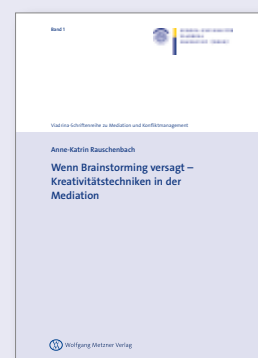 Band 1
Viadrina-Schriftenreihe zu Mediation und Konfliktmanagement
Anne-Katrin Rauschenbach
Wenn Brainstorming versagt –
Kreativitätstechniken in der
Mediation
Wolfgang Metzner Verlag